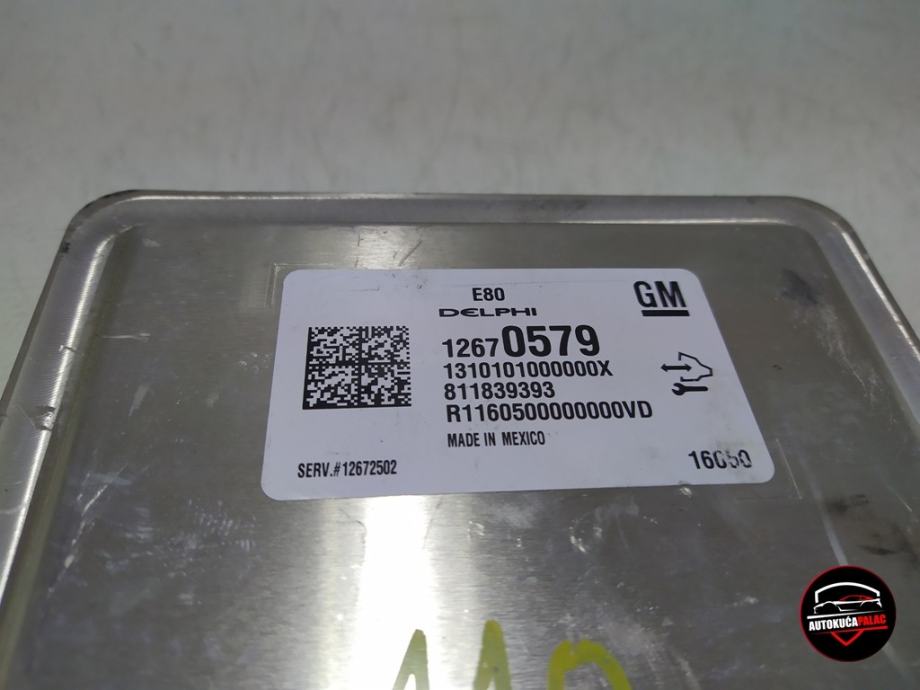 E80
DELPHI
GM
12670579
1310101000000X
811839393
R1160500000000VD
MADE IN MEXICO
SERV.#12672502
16050
AUTOKUĆA PALAC